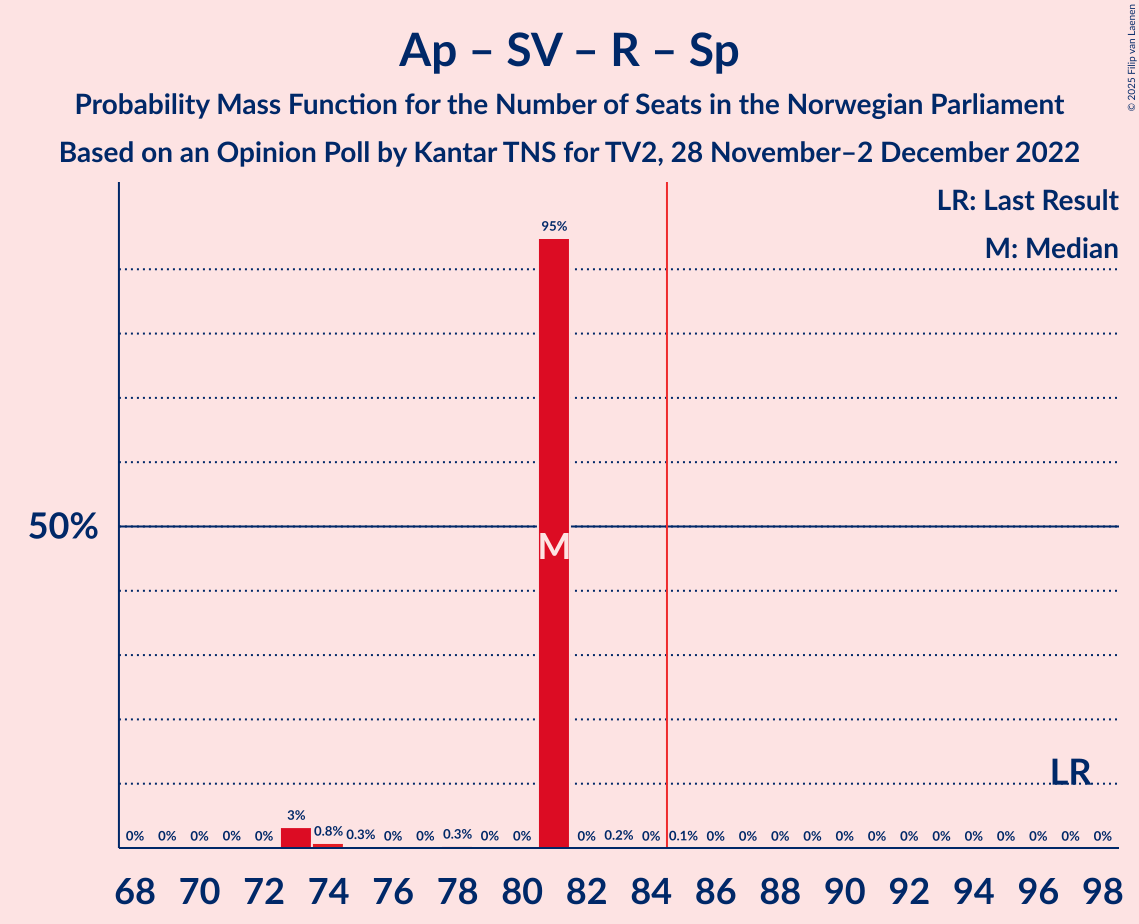 Ap – SV – R – Sp
Probability Mass Function for the Number of Seats in the Norwegian Parliament
Based on an Opinion Poll by Kantar TNS for TV2, 28 November–2 December 2022
© 2025 Filip van Laenen
LR: Last Result
M: Median
95%
50%
M
LR
0% 0% 0% 0% 0% 3% 0.8% 0.3% 0% 0% 0.3% 0% 0% 0% 0.2% 0% 0.1% 0% 0% 0% 0% 0% 0% 0% 0% 0% 0% 0% 0% 0%
68 70 72 74 76 78 80 82 84 86 88 90 92 94 96 98